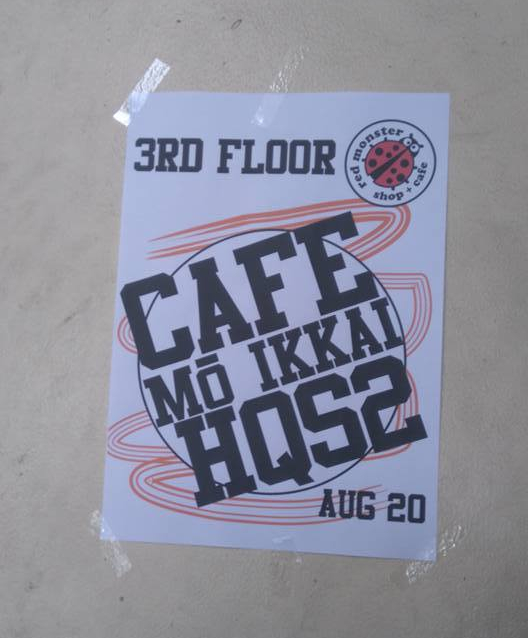 3RD FLOOR
red monster
shop + cafe
CAFE
MŌ IKKAI
HQS2
AUG 20